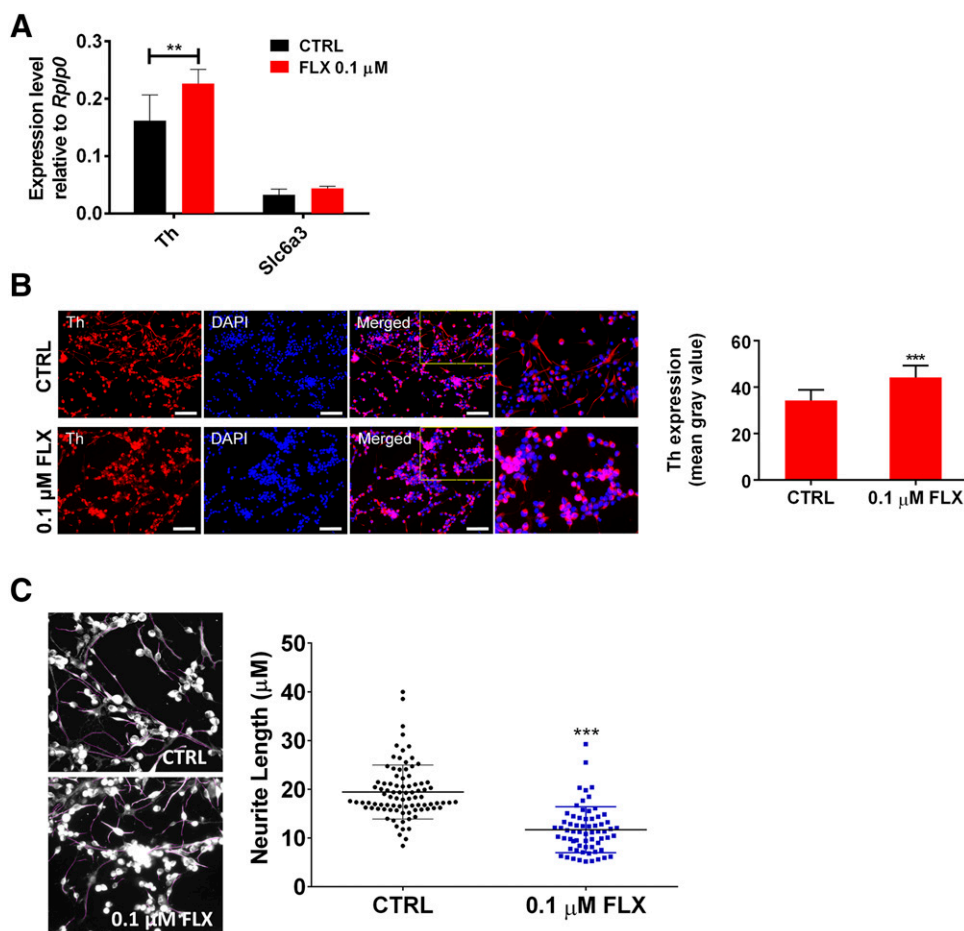 A
Expression level
relative to Rplp0
0.3
0.2
0.1
0.0
**
CTRL
FLX 0.1 μM
Th
Slc6a3
B
CTRL
Th
DAPI
Merged
0.1 μM FLX
Th
DAPI
Merged
Th expression
(mean gray value)
60
40
20
0
***
CTRL
0.1 μM FLX
C
CTRL
0.1 μM FLX
Neurite Length (μM)
50
40
30
20
10
0
***
CTRL
0.1 μM FLX